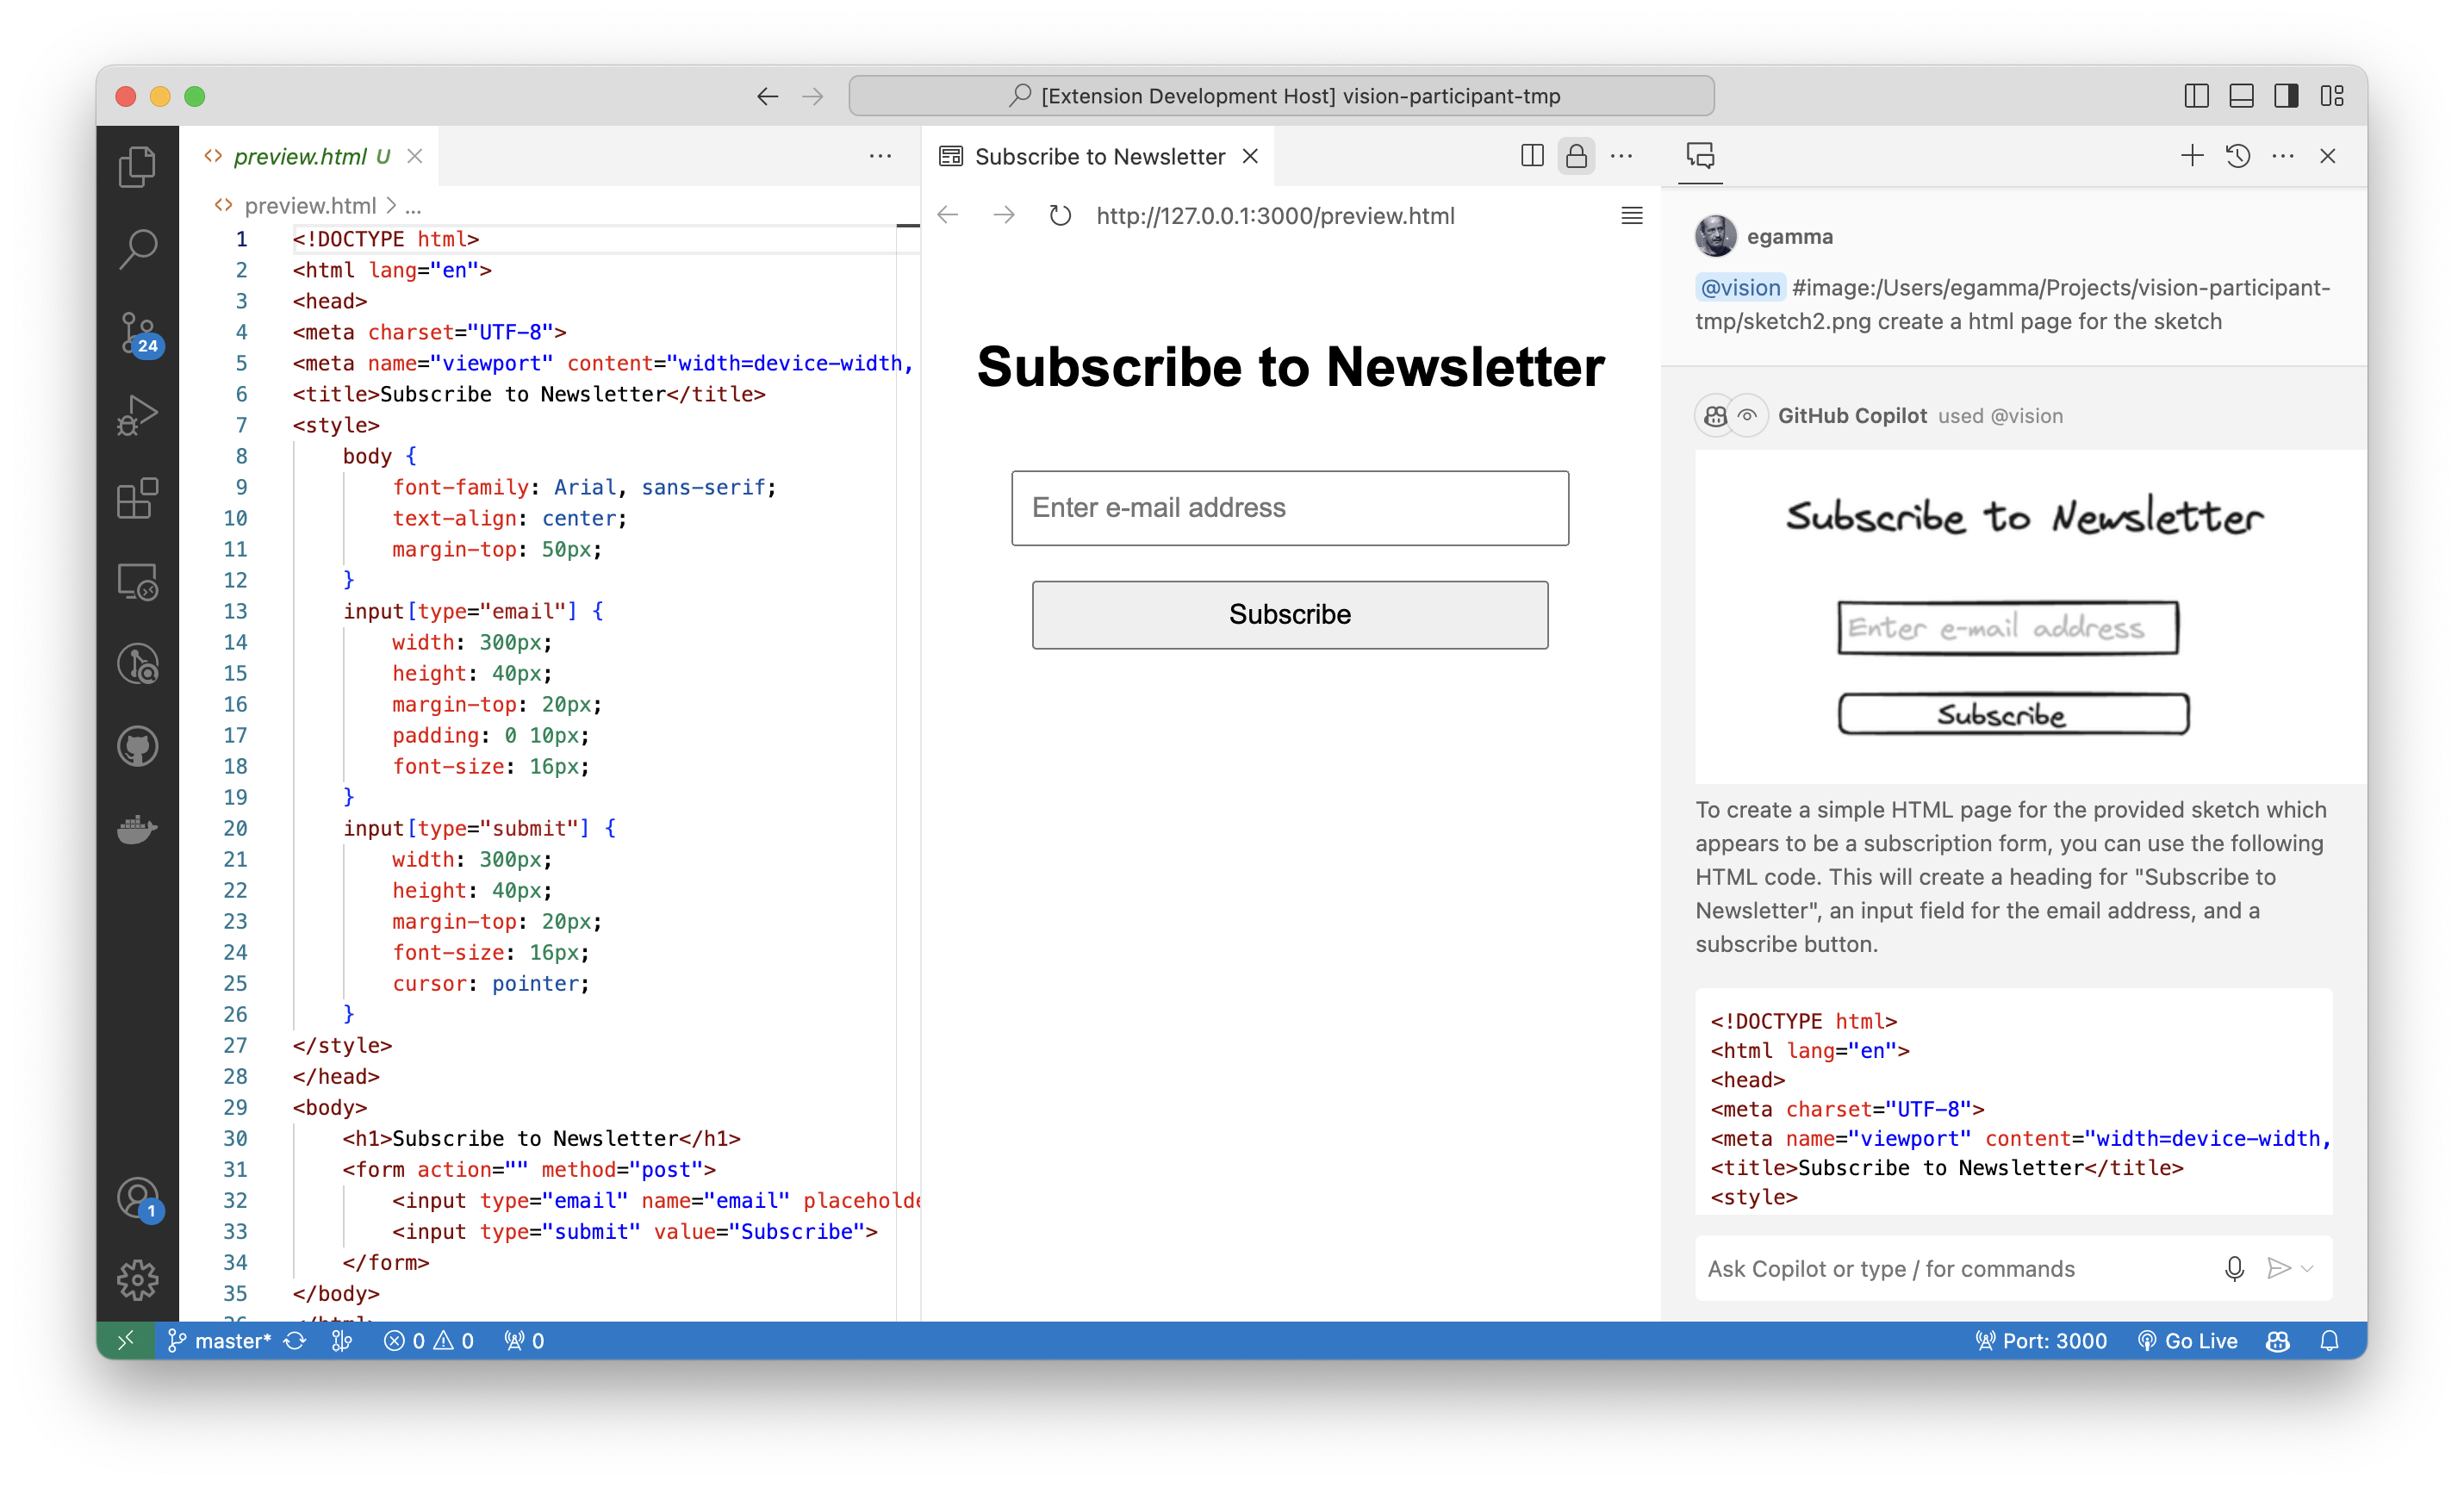 [Extension Development Host] vision-participant-tmp
preview.html U
preview.html > ...
1 <!DOCTYPE html>
2 <html lang="en">
3 <head>
4 <meta charset="UTF-8">
5 <meta name="viewport" content="width=device-width,
6 <title>Subscribe to Newsletter</title>
7 <style>
8 body {
9 font-family: Arial, sans-serif;
10 text-align: center;
11 margin-top: 50px;
12 }
13 input[type="email"] {
14 width: 300px;
15 height: 40px;
16 margin-top: 20px;
17 padding: 0 10px;
18 font-size: 16px;
19 }
20 input[type="submit"] {
21 width: 300px;
22 height: 40px;
23 margin-top: 20px;
24 font-size: 16px;
25 cursor: pointer;
26 }
27 </style>
28 </head>
29 <body>
30 <h1>Subscribe to Newsletter</h1>
31 <form action="" method="post">
32 <input type="email" name="email" placeholde
33 <input type="submit" value="Subscribe">
34 </form>
35 </body>
Subscribe to Newsletter
http://127.0.0.1:3000/preview.html
Subscribe to Newsletter
Enter e-mail address
Subscribe
egamma
@vision #image:/Users/egamma/Projects/vision-participant-
tmp/sketch2.png create a html page for the sketch
GitHub Copilot used @vision
Subscribe to Newsletter
Enter e-mail address
Subscribe
To create a simple HTML page for the provided sketch which
appears to be a subscription form, you can use the following
HTML code. This will create a heading for "Subscribe to
Newsletter", an input field for the email address, and a
subscribe button.
<!DOCTYPE html>
<html lang="en">
<head>
<meta charset="UTF-8">
<meta name="viewport" content="width=device-width,
<title>Subscribe to Newsletter</title>
<style>
Ask Copilot or type / for commands
24
1
master* 0 0 0
Port: 3000 Go Live